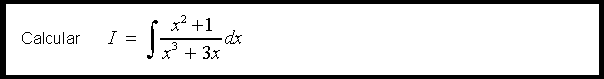 Calcular I = ∫ (x² + 1)/(x³ + 3x) dx